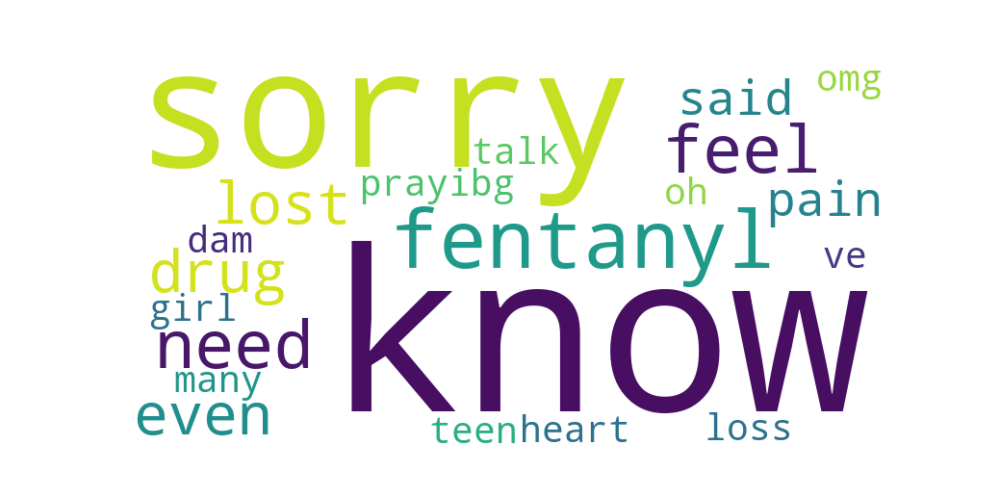 sorry
omg
said
feel
talk
prayibg
oh
pain
lost
fentanyl
dam
ve
drug
know
girl
need
many
even
teen
heart
loss